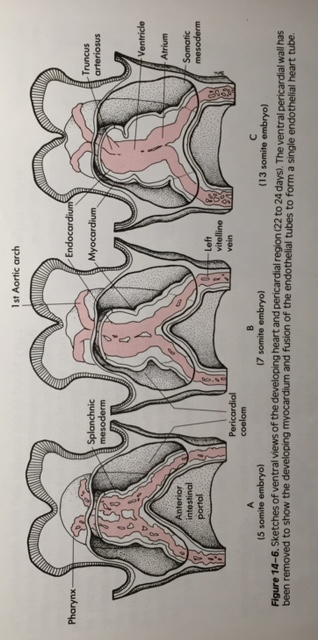 1st Aortic arch
Pharynx
Splanchnic
mesoderm
Endocardium
Myocardium
Truncus
arteriosus
Ventricle
Atrium
Somatic
mesoderm
Anterior
intestinal
portal
Pericardial
coelom
Left
vitelline
vein
A
(5 somite embryo)
B
(7 somite embryo)
C
(13 somite embryo)
Figure 14–6. Sketches of ventral views of the developing heart and pericardial region (22 to 24 days). The ventral pericardial wall has
been removed to show the developing myocardium and fusion of the endothelial tubes to form a single endothelial heart tube.